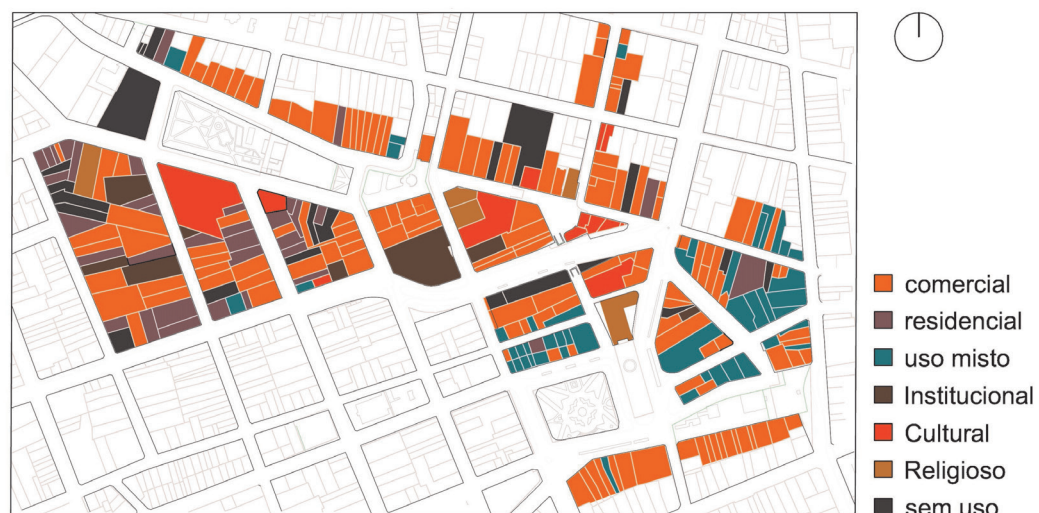 comercial
residencial
uso misto
Institucional
Cultural
Religioso
sem uso